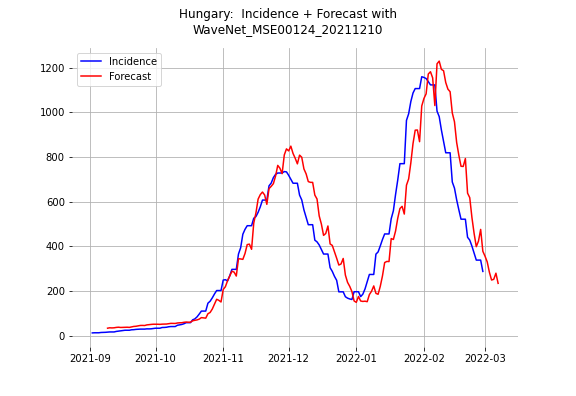 Hungary:  Incidence + Forecast with
WaveNet_MSE00124_20211210
Incidence
Forecast
1200
1000
800
600
400
200
0
2021-09 2021-10 2021-11 2021-12 2022-01 2022-02 2022-03